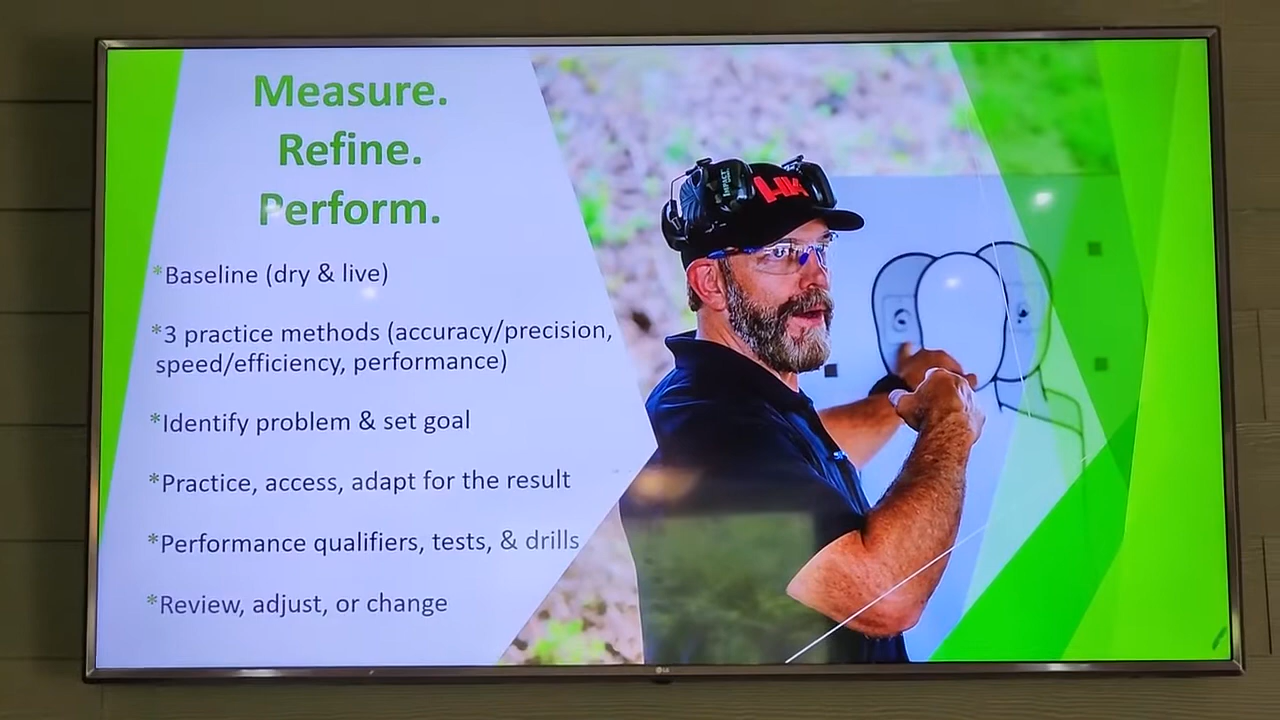 Measure.
Refine.
Perform.
*Baseline (dry & live)
*3 practice methods (accuracy/precision,
speed/efficiency, performance)
*Identify problem & set goal
*Practice, access, adapt for the result
*Performance qualifiers, tests, & drills
*Review, adjust, or change
IMPACT
HK
LG